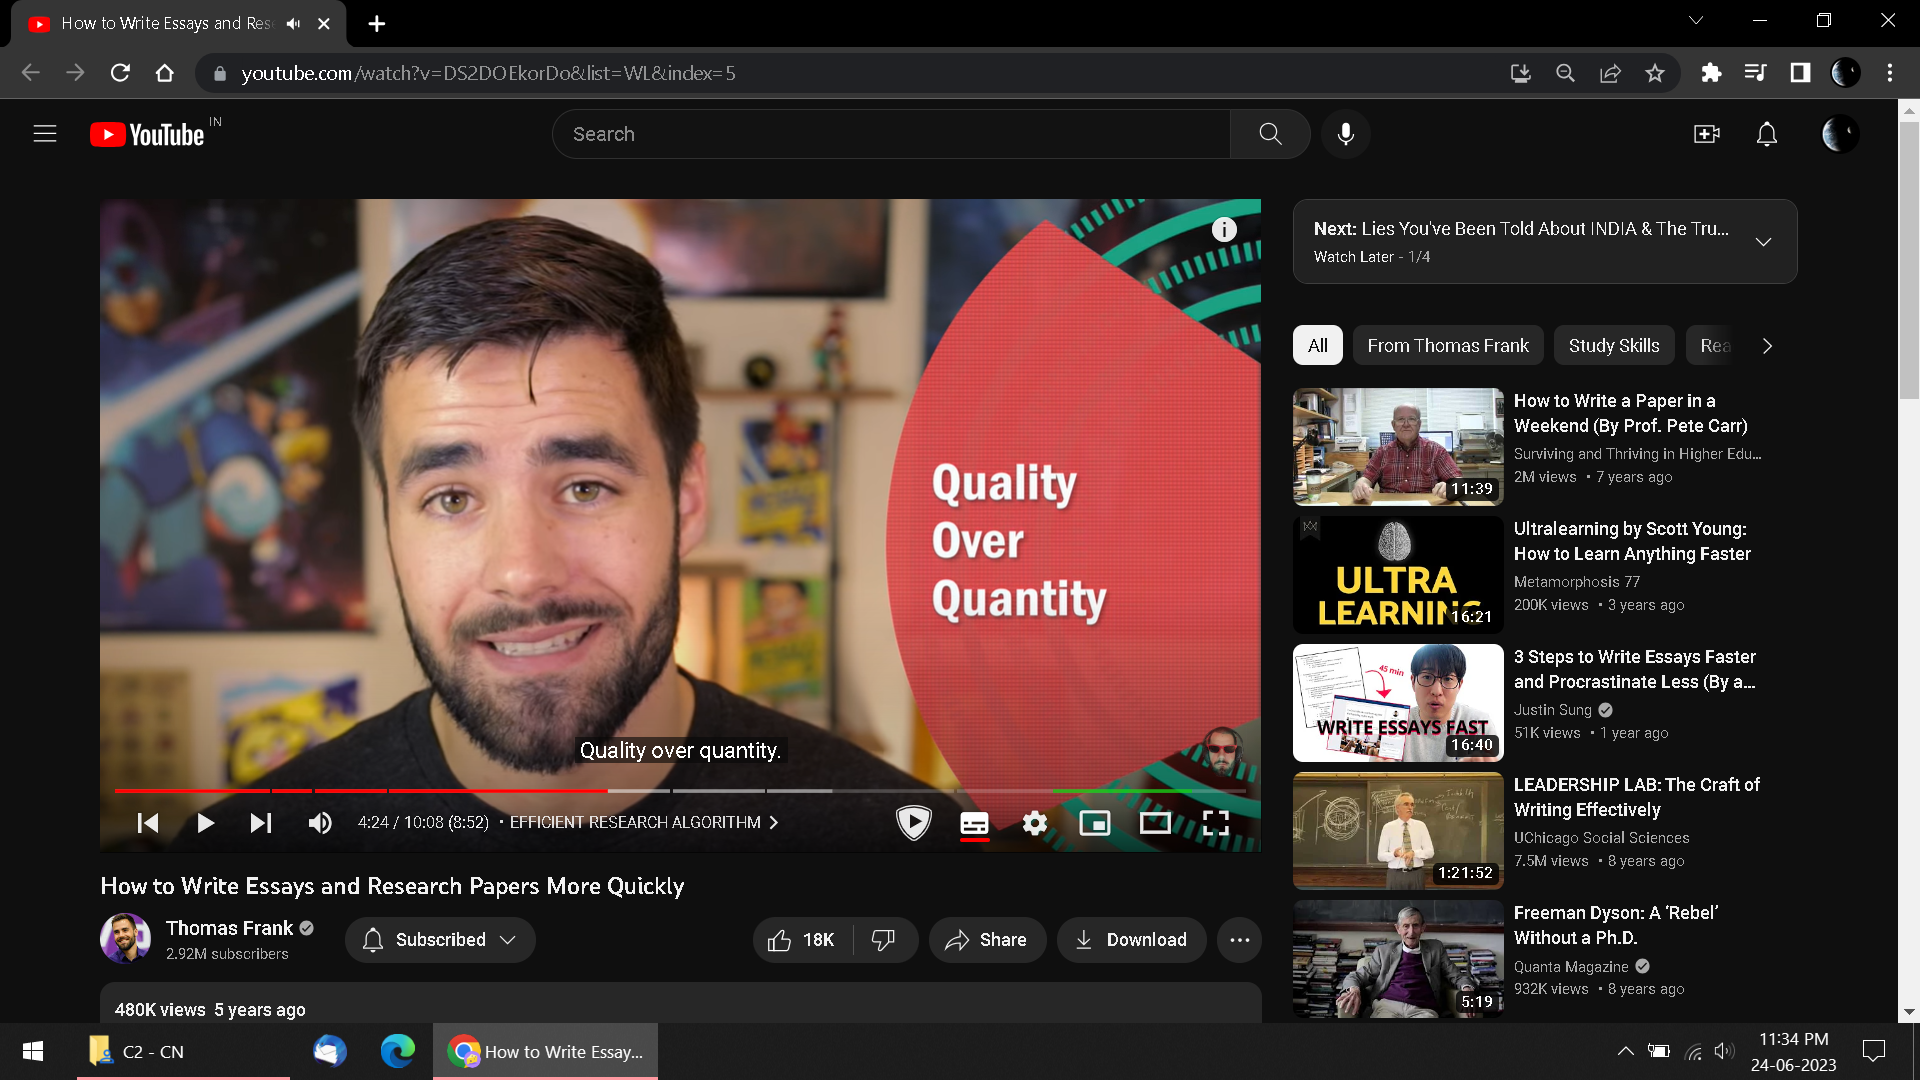 How to Write Essays and Res
youtube.com/watch?v=DS2DOEkorDo&list=WL&index=5
YouTube IN
Search
Quality
Over
Quantity
Quality over quantity.
4:24 / 10:08 (8:52) • EFFICIENT RESEARCH ALGORITHM
How to Write Essays and Research Papers More Quickly
Thomas Frank
2.92M subscribers
Subscribed
18K
Share
Download
480K views 5 years ago
Next: Lies You've Been Told About INDIA & The Tru...
Watch Later - 1/4
All
From Thomas Frank
Study Skills
Rea
11:39
How to Write a Paper in a
Weekend (By Prof. Pete Carr)
Surviving and Thriving in Higher Edu...
2M views • 7 years ago
ULTRA
LEARNING
16:21
Ultralearning by Scott Young:
How to Learn Anything Faster
Metamorphosis 77
200K views • 3 years ago
45 min
WRITE ESSAYS FAST
16:40
3 Steps to Write Essays Faster
and Procrastinate Less (By a...
Justin Sung
51K views • 1 year ago
1:21:52
LEADERSHIP LAB: The Craft of
Writing Effectively
UChicago Social Sciences
7.5M views • 8 years ago
5:19
Freeman Dyson: A ‘Rebel’
Without a Ph.D.
Quanta Magazine
932K views • 8 years ago
C2 - CN
How to Write Essay...
11:34 PM
24-06-2023